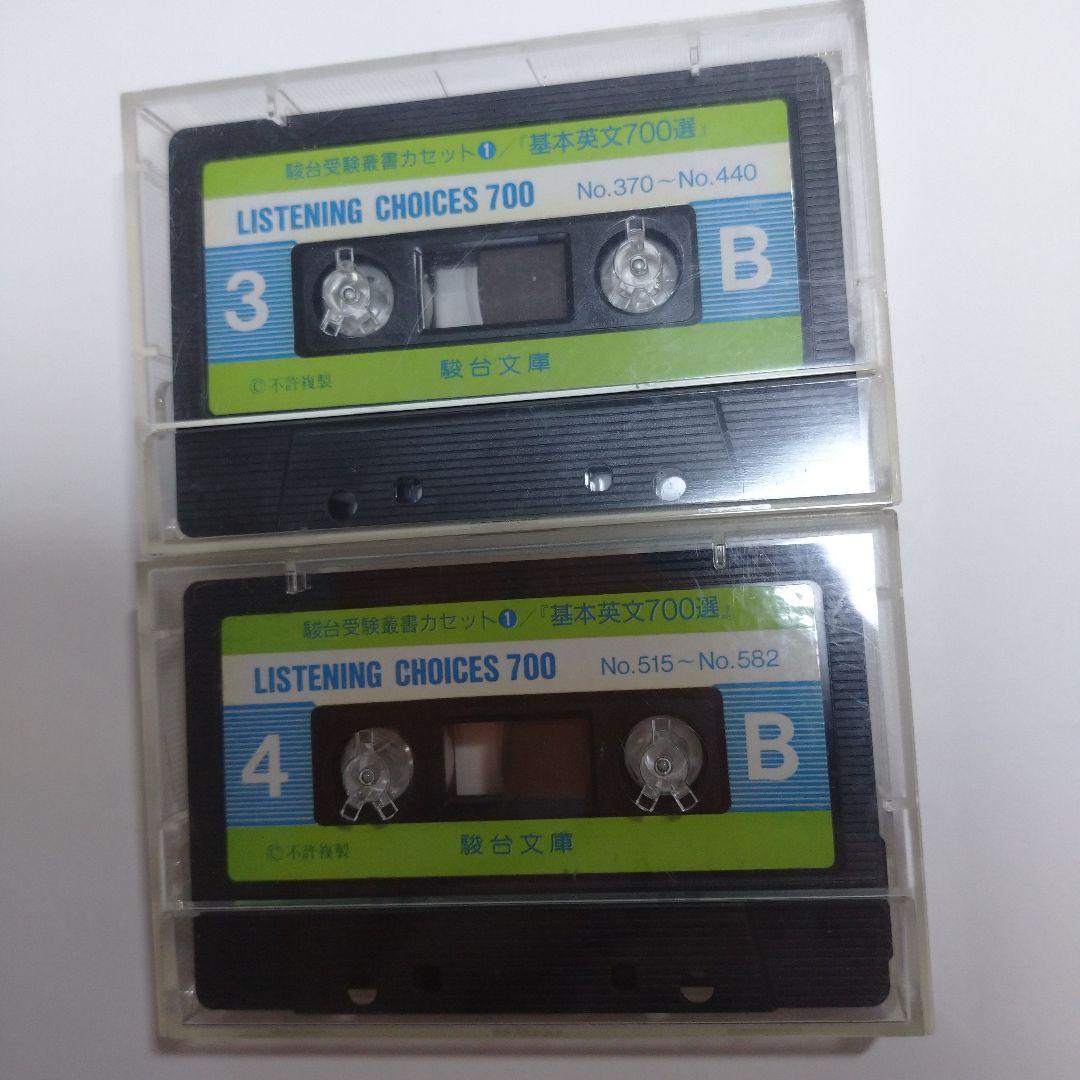 駿台受験叢書カセット❶/『基本英文700選』
LISTENING CHOICES 700 No.370～No.440
3 B
駿台文庫
©不許複製
駿台受験叢書カセット❶/『基本英文700選』
LISTENING CHOICES 700 No.515～No.582
4 B
駿台文庫
©不許複製